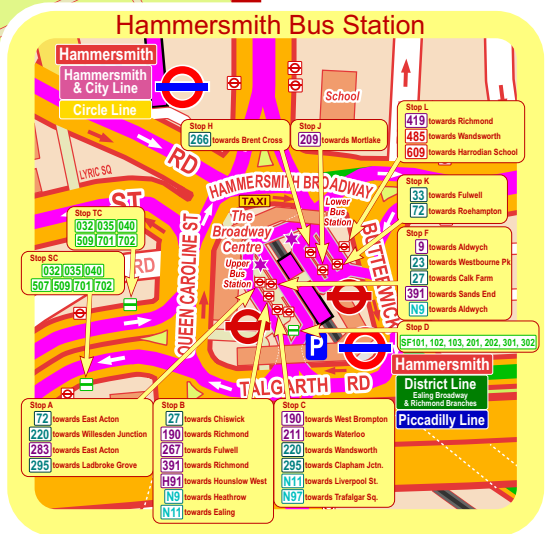 Hammersmith Bus Station
Hammersmith
Hammersmith
& City Line
Circle Line
School
Stop H
266 towards Brent Cross
Stop J
209 towards Mortlake
Stop L
419 towards Richmond
485 towards Wandsworth
609 towards Harrodian School
RD
LYRIC SQ
HAMMERSMITH BROADWAY
TAXI
Lower
Bus
Station
Stop K
33 towards Fulwell
72 towards Roehampton
ST
Stop TC
032 035 040
509 701 702
The
Broadway
Centre
Upper
Bus
Station
QUEEN CAROLINE ST
BUTTERWICK
Stop F
9 towards Aldwych
23 towards Westbourne Pk
27 towards Calk Farm
391 towards Sands End
N9 towards Aldwych
RD
Stop SC
032 035 040
507 509 701 702
Stop D
SF101, 102, 103, 201, 202, 301, 302
P
TALGARTH RD
Hammersmith
District Line
Ealing Broadway
& Richmond Branches
Piccadilly Line
Stop A
72 towards East Acton
220 towards Willesden Junction
283 towards East Acton
295 towards Ladbroke Grove
Stop B
27 towards Chiswick
190 towards Richmond
267 towards Fulwell
391 towards Richmond
H91 towards Hounslow West
N9 towards Heathrow
N11 towards Ealing
Stop C
190 towards West Brompton
211 towards Waterloo
220 towards Wandsworth
295 towards Clapham Jctn.
N11 towards Liverpool St.
N97 towards Trafalgar Sq.